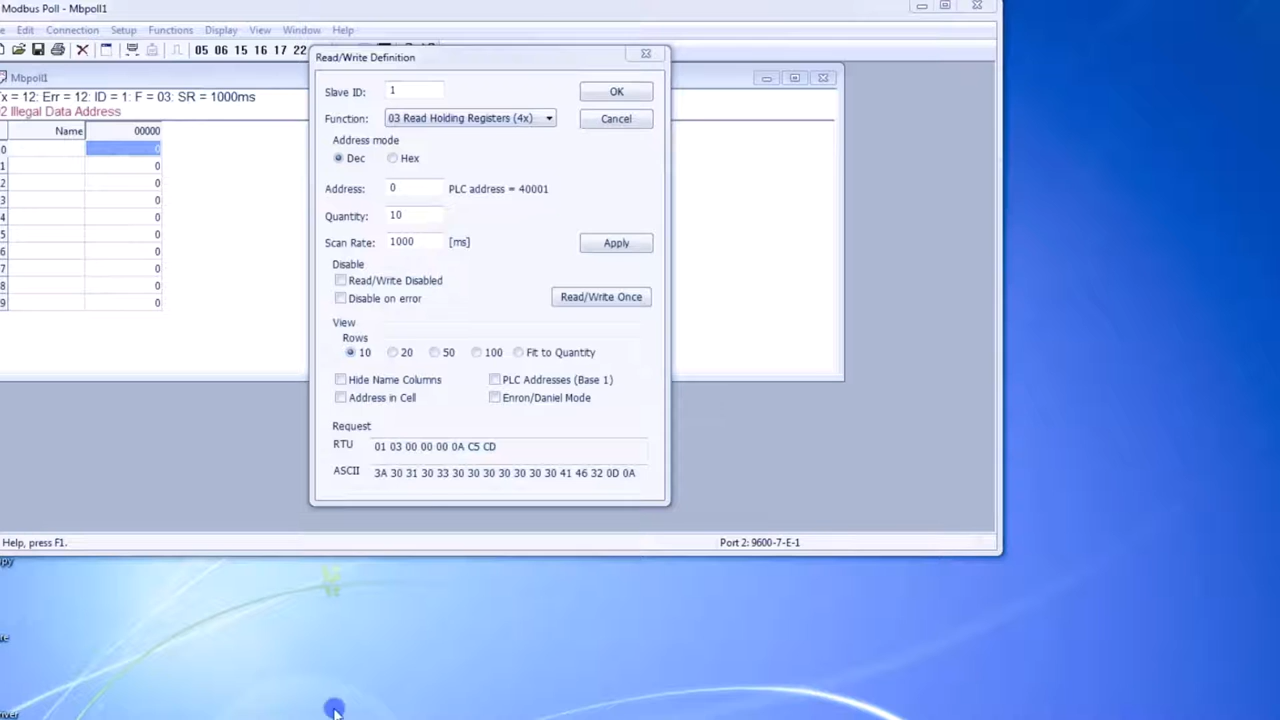 Modbus Poll - Mbpoll1
Edit Connection Setup Functions Display View Window Help
05 06 15 16 17 22
Mbpoll1
x = 12: Err = 12: ID = 1: F = 03: SR = 1000ms
2 Illegal Data Address
Name 00000
0 0
1 0
2 0
3 0
4 0
5 0
6 0
7 0
8 0
9 0
Read/Write Definition
Slave ID: 1 OK
Function: 03 Read Holding Registers (4x) Cancel
Address mode
Dec Hex
Address: 0 PLC address = 40001
Quantity: 10
Scan Rate: 1000 [ms] Apply
Disable
Read/Write Disabled
Disable on error Read/Write Once
View
Rows
10 20 50 100 Fit to Quantity
Hide Name Columns PLC Addresses (Base 1)
Address in Cell Enron/Daniel Mode
Request
RTU 01 03 00 00 00 0A C5 CD
ASCII 3A 30 31 30 33 30 30 30 30 30 30 30 41 46 32 0D 0A
Help, press F1. Port 2: 9600-7-E-1